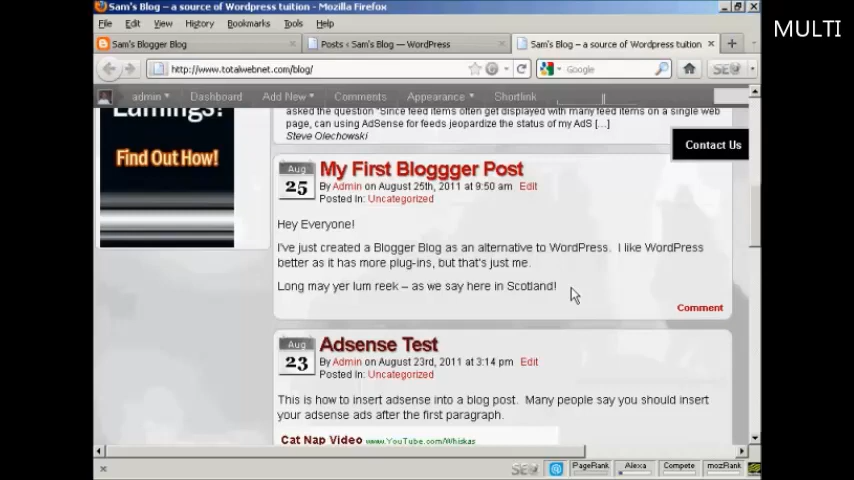 Sam's Blog – a source of Wordpress tuition - Mozilla Firefox
MULTI
File Edit View History Bookmarks Tools Help
Sam's Blogger Blog
Posts ‹ Sam's Blog — WordPress
Sam's Blog – a source of Wordpress tuition
http://www.totalwebnet.com/blog/
Google
SEO
admin Dashboard Add New Comments Appearance Shortlink
Earnings!
Find Out How!
asked the question "Since feed items often get displayed with many feed items on a single web
page, can using AdSense for feeds jeopardize the status of my AdS [...]
Steve Olechowski
Contact Us
Aug
25
My First Bloggger Post
By Admin on August 25th, 2011 at 9:50 am Edit
Posted In: Uncategorized
Hey Everyone!
I've just created a Blogger Blog as an alternative to WordPress. I like WordPress
better as it has more plug-ins, but that's just me.
Long may yer lum reek – as we say here in Scotland!
Comment
Aug
23
Adsense Test
By Admin on August 23rd, 2011 at 3:14 pm Edit
Posted In: Uncategorized
This is how to insert adsense into a blog post. Many people say you should insert
your adsense ads after the first paragraph.
Cat Nap Video www.YouTube.com/Whiskas
SEO PageRank Alexa Compete mozRank